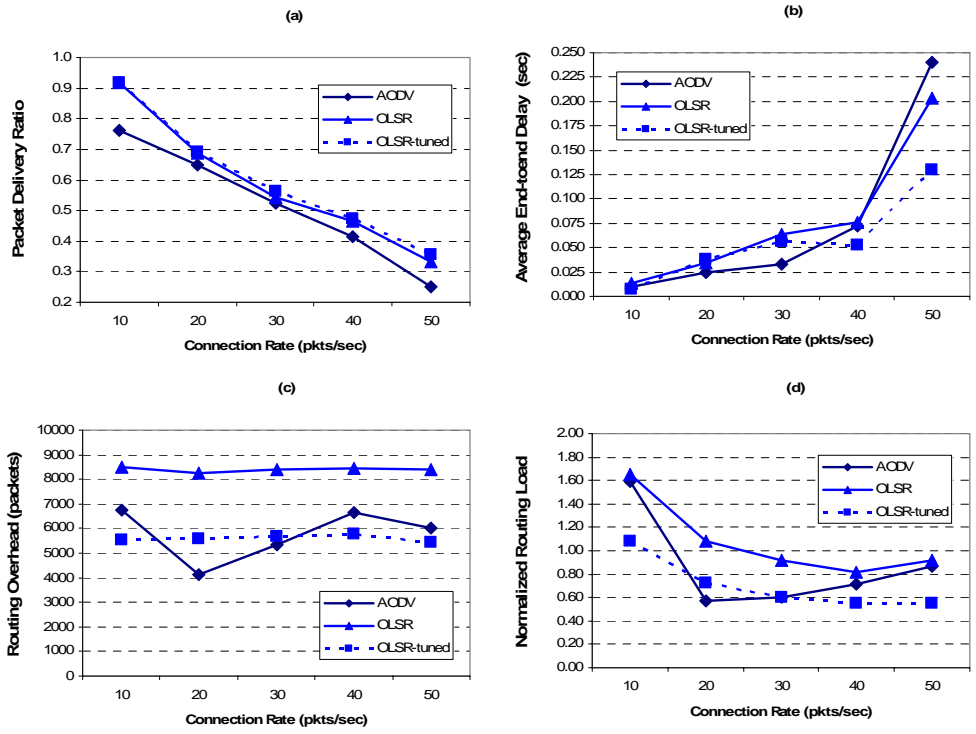 (a)
Packet Delivery Ratio
1.0
0.9
0.8
0.7
0.6
0.5
0.4
0.3
0.2
AODV
OLSR
OLSR-tuned
10 20 30 40 50
Connection Rate (pkts/sec)
(b)
Average End-toend Delay (sec)
0.250
0.225
0.200
0.175
0.150
0.125
0.100
0.075
0.050
0.025
0.000
AODV
OLSR
OLSR-tuned
10 20 30 40 50
Connection Rate (pkts/sec)
(c)
Routing Overhead (packets)
10000
9000
8000
7000
6000
5000
4000
3000
2000
1000
0
AODV
OLSR
OLSR-tuned
10 20 30 40 50
Connection Rate (pkts/sec)
(d)
Normalized Routing Load
2.00
1.80
1.60
1.40
1.20
1.00
0.80
0.60
0.40
0.20
0.00
AODV
OLSR
OLSR-tuned
10 20 30 40 50
Connection Rate (pkts/sec)